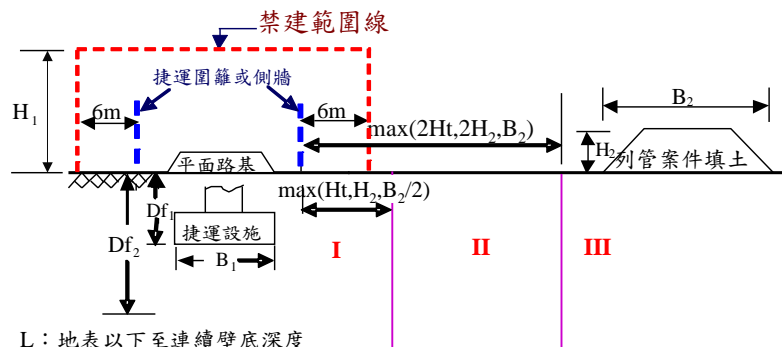 禁建範圍線
捷運圍籬或側牆
H1
6m
6m
B2
max(2Ht,2H2,B2)
平面路基
H2
列管案件填土
Df1
max(Ht,H2,B2/2)
Df2
捷運設施
B1
I
II
III
L：地表以下至連續壁底深度